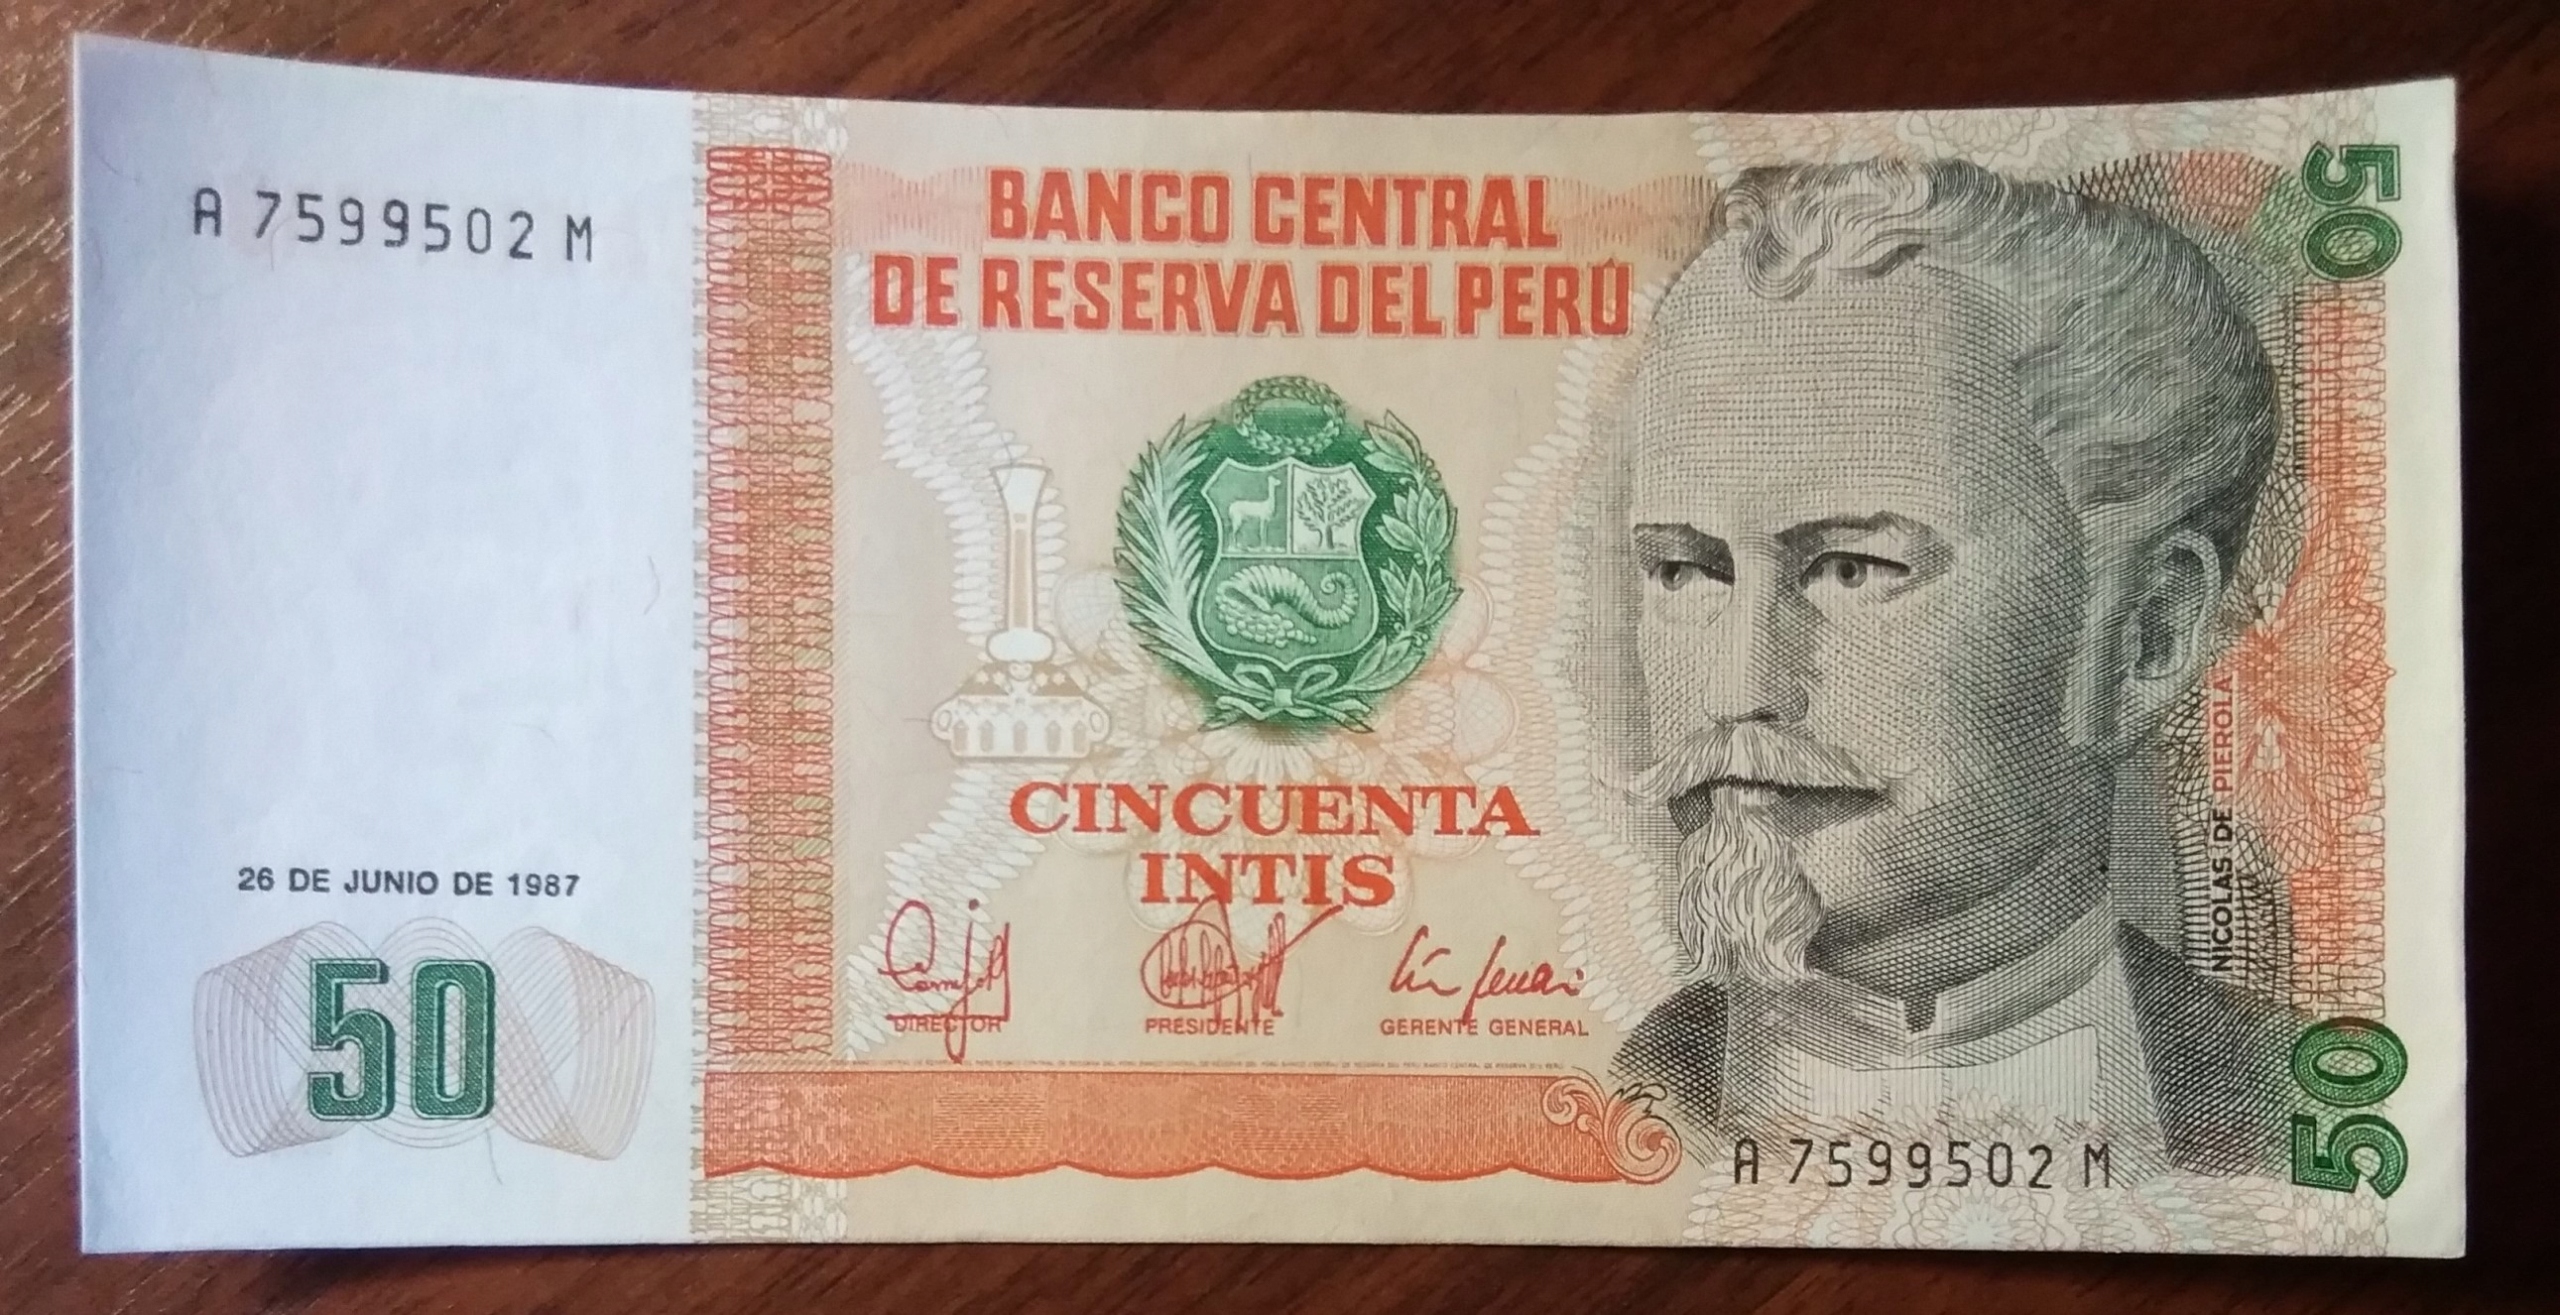 A 7599502 M
BANCO CENTRAL
DE RESERVA DEL PERÚ
50
CINCUENTA
INTIS
26 DE JUNIO DE 1987
50
DIRECTOR
PRESIDENTE
GERENTE GENERAL
NICOLAS DE PIEROLA
A 7599502 M
50